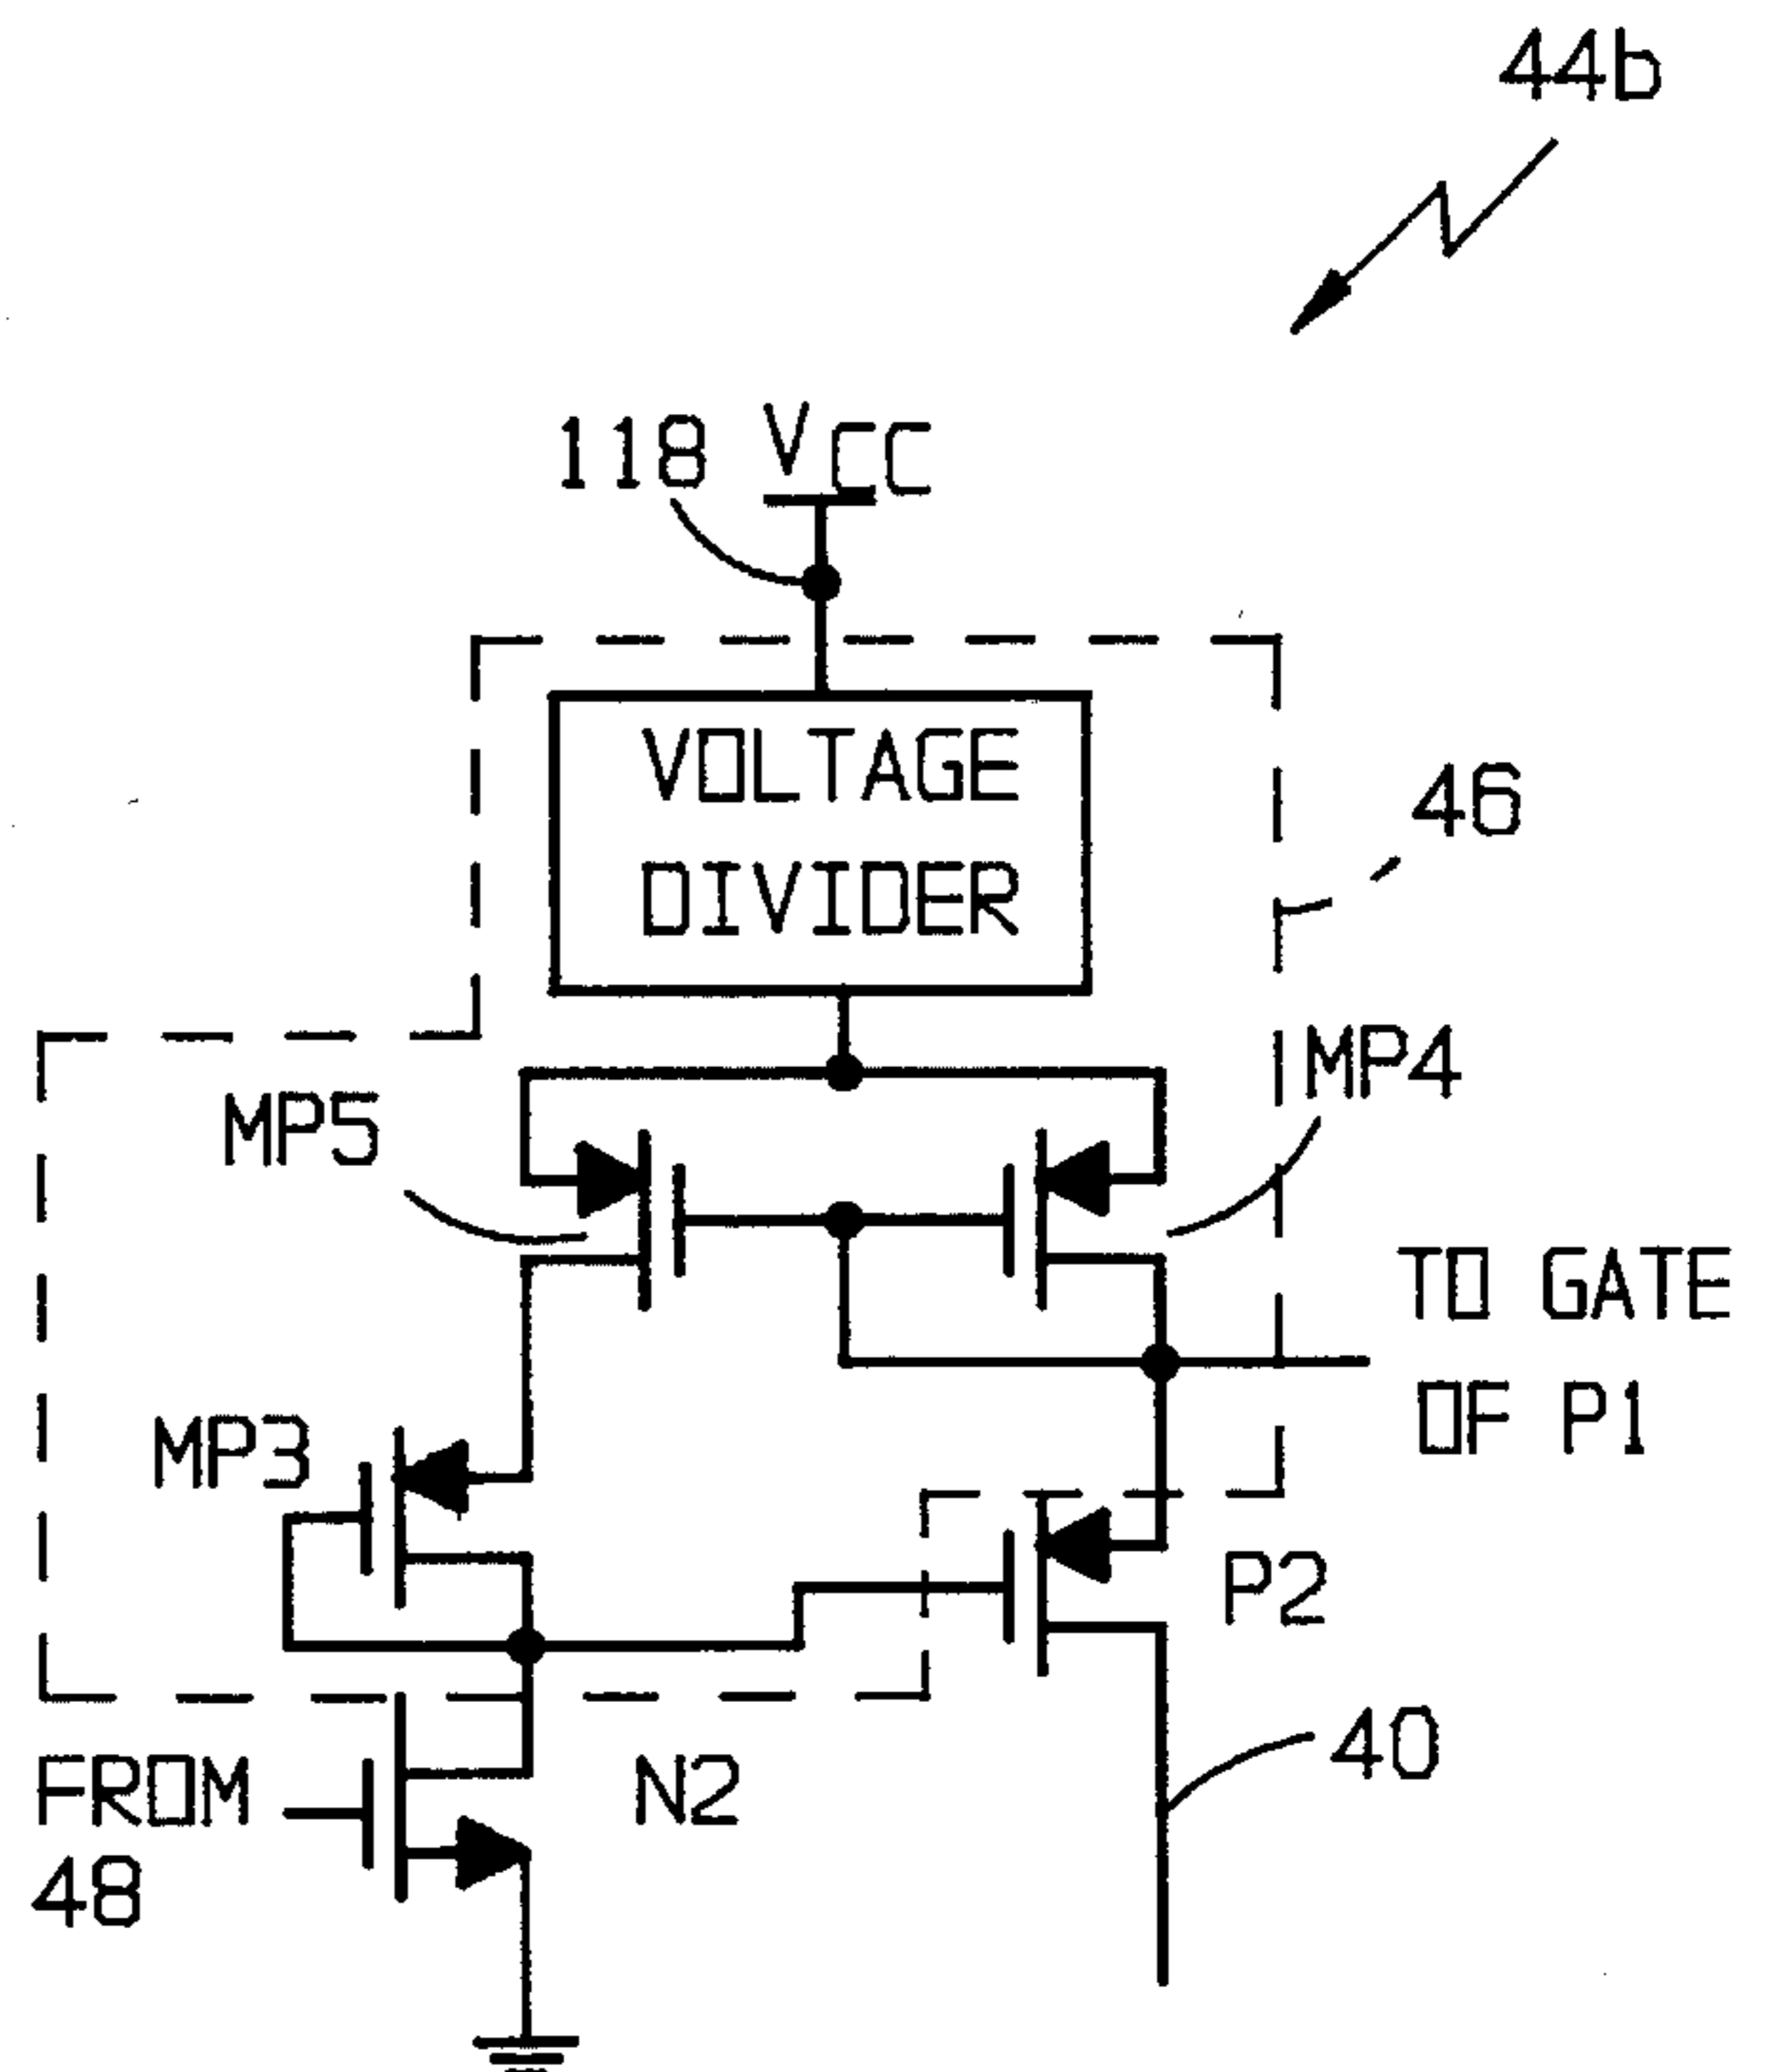 44b
118 VCC
VOLTAGE
DIVIDER
46
MP4
MP5
TO GATE
OF P1
MP3
P2
40
FROM
48
N2